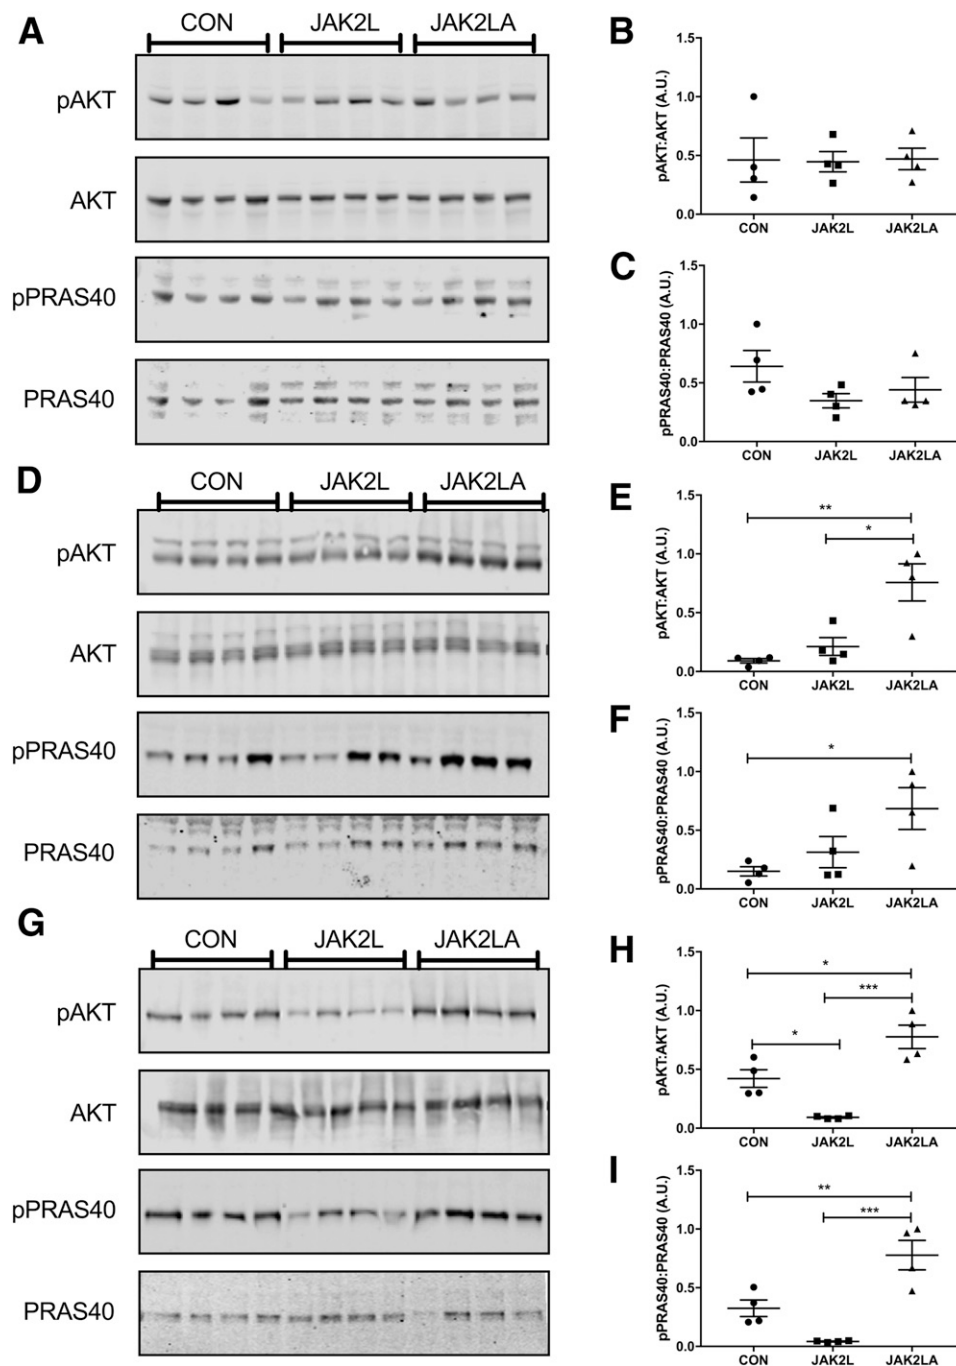 A
CON JAK2L JAK2LA
pAKT
AKT
pPRAS40
PRAS40
B
pAKT:AKT (A.U.)
1.5
1.0
0.5
0.0
CON JAK2L JAK2LA
C
pPRAS40:PRAS40 (A.U.)
1.5
1.0
0.5
0.0
CON JAK2L JAK2LA
D
CON JAK2L JAK2LA
pAKT
AKT
pPRAS40
PRAS40
E
pAKT:AKT (A.U.)
1.5
1.0
0.5
0.0
**
*
CON JAK2L JAK2LA
F
pPRAS40:PRAS40 (A.U.)
1.5
1.0
0.5
0.0
*
CON JAK2L JAK2LA
G
CON JAK2L JAK2LA
pAKT
AKT
pPRAS40
PRAS40
H
pAKT:AKT (A.U.)
1.5
1.0
0.5
0.0
*
***
*
CON JAK2L JAK2LA
I
pPRAS40:PRAS40 (A.U.)
1.5
1.0
0.5
0.0
**
***
CON JAK2L JAK2LA